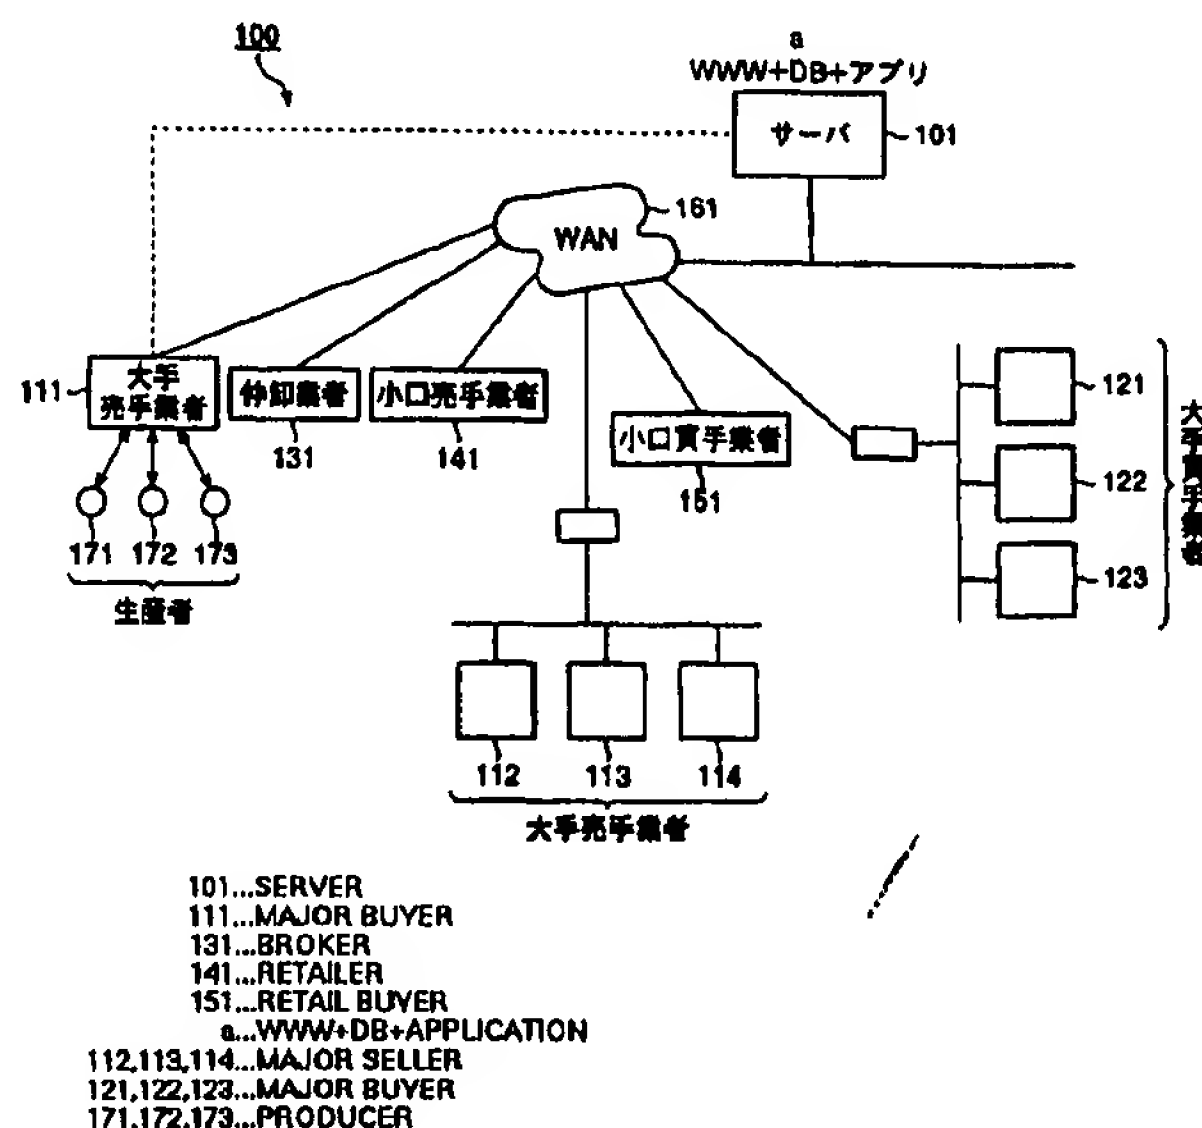 100
a
WWW+DB+アプリ
サーバ
101
161
WAN
111
大手
売手業者
仲卸業者
131
小口売手業者
141
小口買手業者
151
121
122
123
大手買手業者
171
172
173
生産者
112
113
114
大手売手業者
101...SERVER
111...MAJOR BUYER
131...BROKER
141...RETAILER
151...RETAIL BUYER
a...WWW+DB+APPLICATION
112,113,114...MAJOR SELLER
121,122,123...MAJOR BUYER
171,172,173...PRODUCER